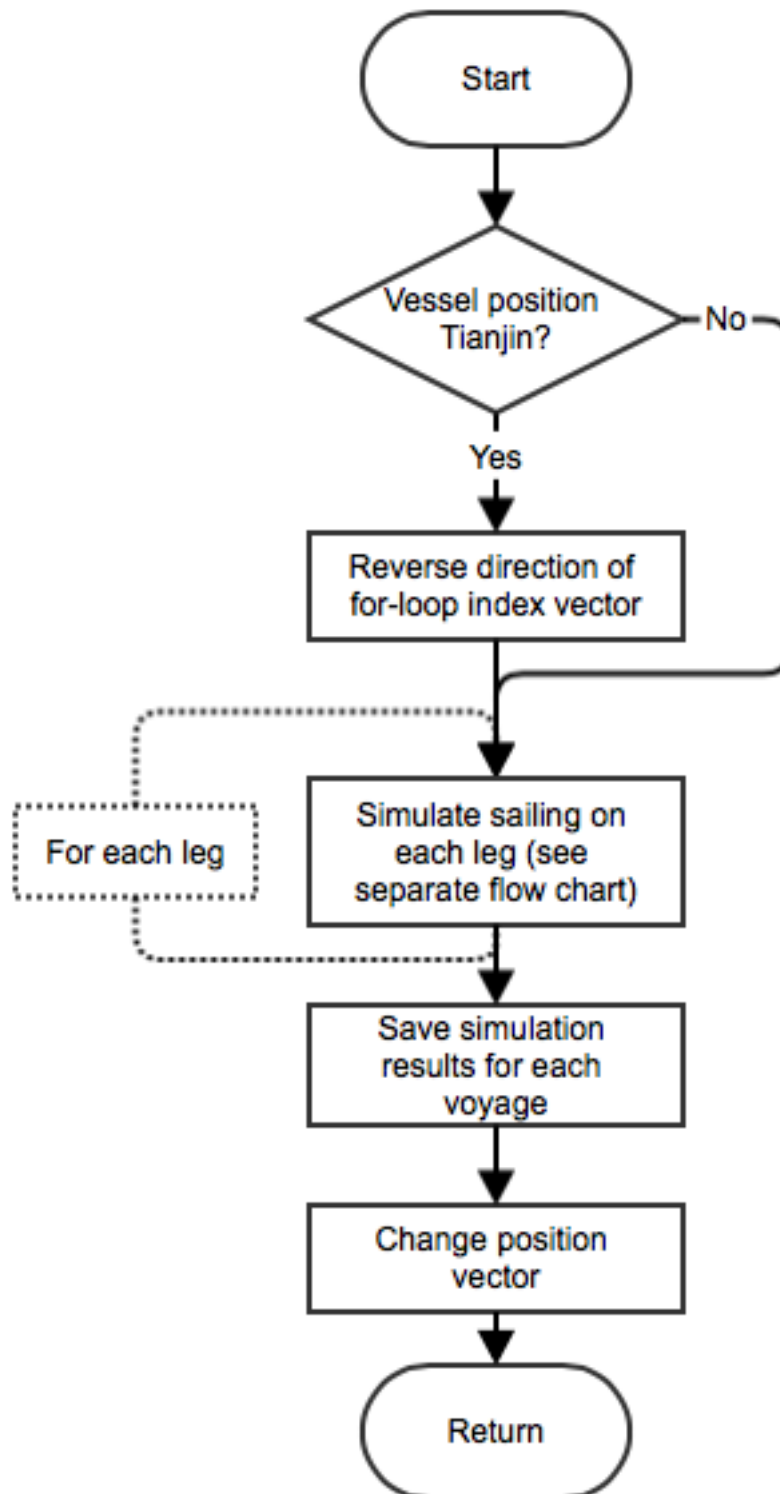 Start
Vessel position
Tianjin?
No
Yes
Reverse direction of
for-loop index vector
For each leg
Simulate sailing on
each leg (see
separate flow chart)
Save simulation
results for each
voyage
Change position
vector
Return